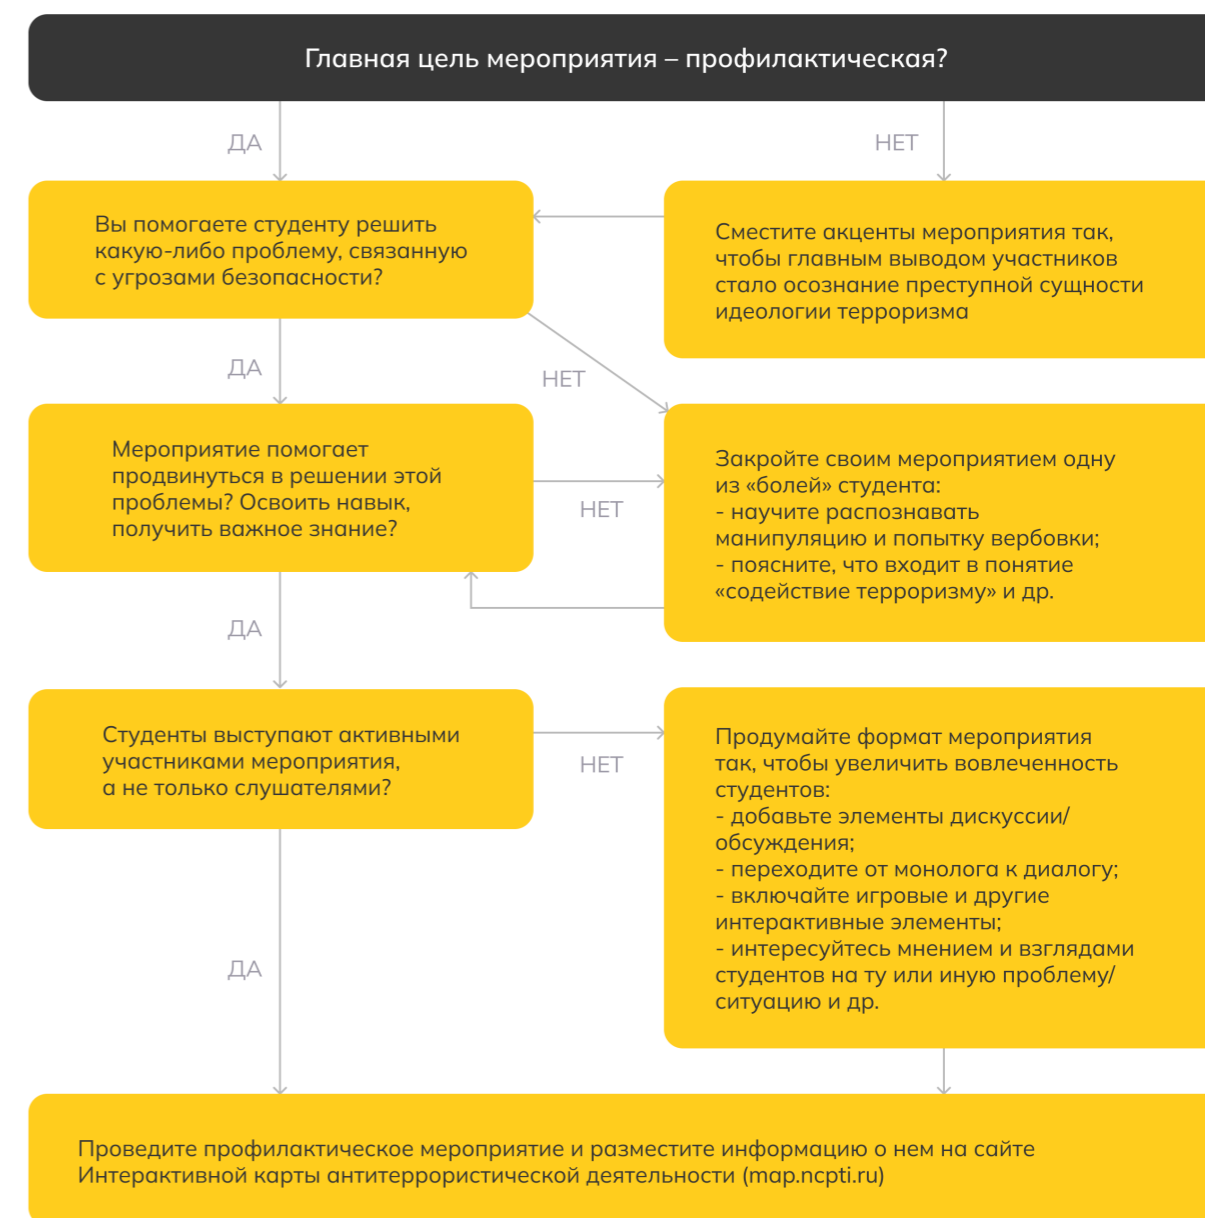 Главная цель мероприятия – профилактическая?
ДА
НЕТ
Вы помогаете студенту решить
какую-либо проблему, связанную
с угрозами безопасности?
Сместите акценты мероприятия так,
чтобы главным выводом участников
стало осознание преступной сущности
идеологии терроризма
ДА
НЕТ
Мероприятие помогает
продвинуться в решении этой
проблемы? Освоить навык,
получить важное знание?
НЕТ
Закройте своим мероприятием одну
из «болей» студента:
- научите распознавать
манипуляцию и попытку вербовки;
- поясните, что входит в понятие
«содействие терроризму» и др.
ДА
Студенты выступают активными
участниками мероприятия,
а не только слушателями?
НЕТ
Продумайте формат мероприятия
так, чтобы увеличить вовлеченность
студентов:
- добавьте элементы дискуссии/
обсуждения;
- переходите от монолога к диалогу;
- включайте игровые и другие
интерактивные элементы;
- интересуйтесь мнением и взглядами
студентов на ту или иную проблему/
ситуацию и др.
ДА
Проведите профилактическое мероприятие и разместите информацию о нем на сайте
Интерактивной карты антитеррористической деятельности (map.ncpti.ru)